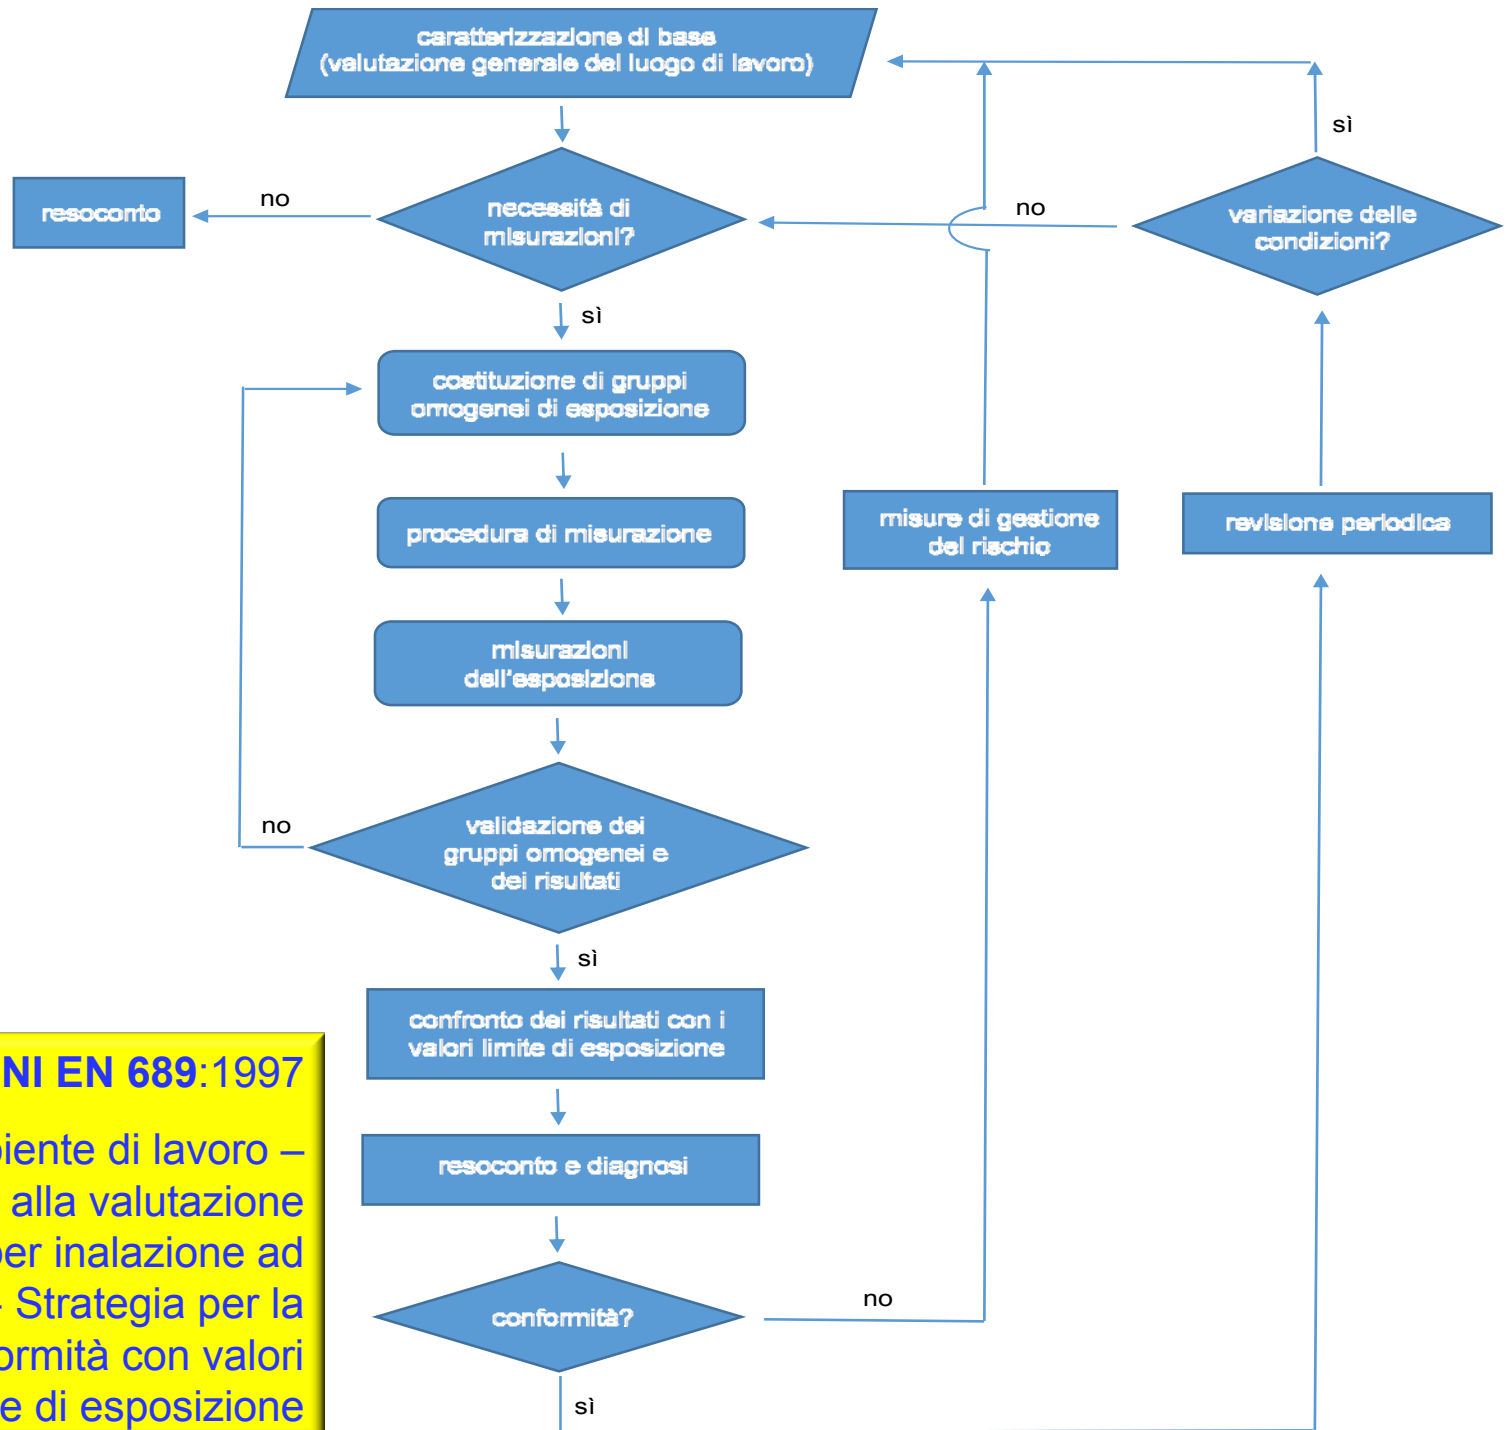 caratterizzazione di base
(valutazione generale del luogo di lavoro)
sì
resoconto
no
necessità di
misurazioni?
no
variazione delle
condizioni?
sì
costituzione di gruppi
omogenei di esposizione
procedura di misurazione
misure di gestione
del rischio
revisione periodica
misurazioni
dell'esposizione
no
validazione dei
gruppi omogenei e
dei risultati
sì
confronto dei risultati con i
valori limite di esposizione
resoconto e diagnosi
conformità?
no
sì
NI EN 689:1997
iente di lavoro –
alla valutazione
er inalazione ad
- Strategia per la
ormità con valori
e di esposizione